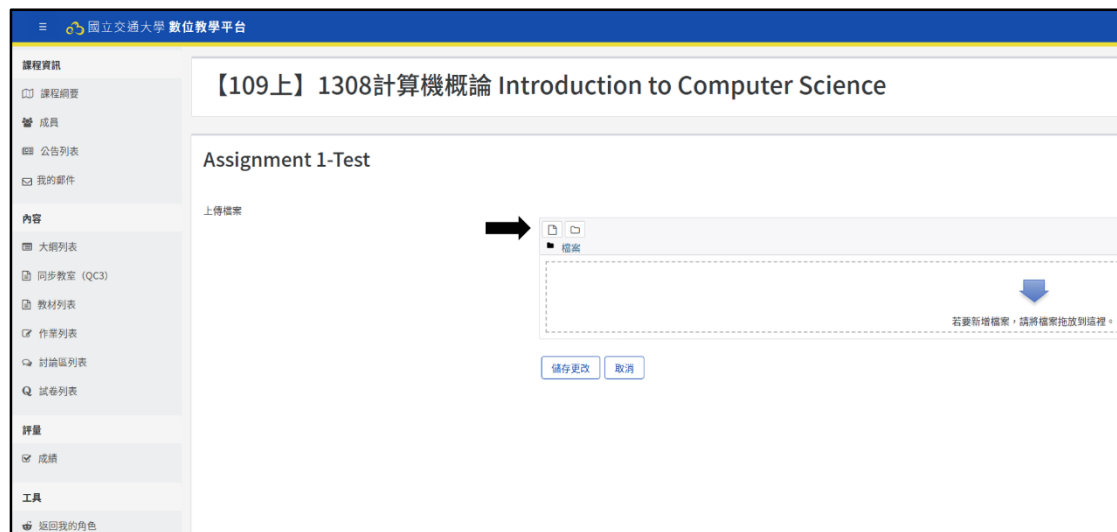 國立交通大學 數位教學平台
課程資訊
課程綱要
成員
公告列表
我的郵件
內容
大綱列表
同步教室（QC3）
教材列表
作業列表
討論區列表
試卷列表
評量
成績
工具
返回我的角色
【109上】1308計算機概論 Introduction to Computer Science
Assignment 1-Test
上傳檔案
檔案
若要新增檔案，請將檔案拖放到這裡。
儲存更改
取消